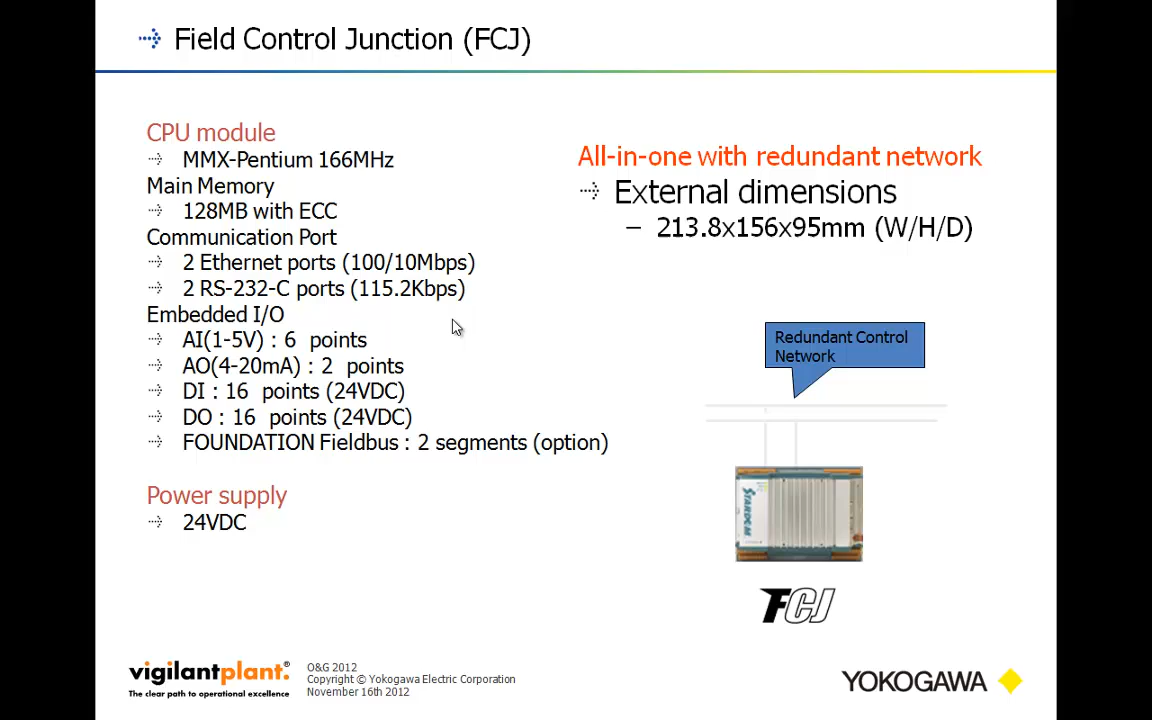 Field Control Junction (FCJ)
CPU module
MMX-Pentium 166MHz
Main Memory
128MB with ECC
Communication Port
2 Ethernet ports (100/10Mbps)
2 RS-232-C ports (115.2Kbps)
Embedded I/O
AI(1-5V) : 6 points
AO(4-20mA) : 2 points
DI : 16 points (24VDC)
DO : 16 points (24VDC)
FOUNDATION Fieldbus : 2 segments (option)
Power supply
24VDC
All-in-one with redundant network
External dimensions
– 213.8x156x95mm (W/H/D)
Redundant Control
Network
STARDOM
FCJ
vigilantplant.®
The clear path to operational excellence
O&G 2012
Copyright © Yokogawa Electric Corporation
November 16th 2012
YOKOGAWA